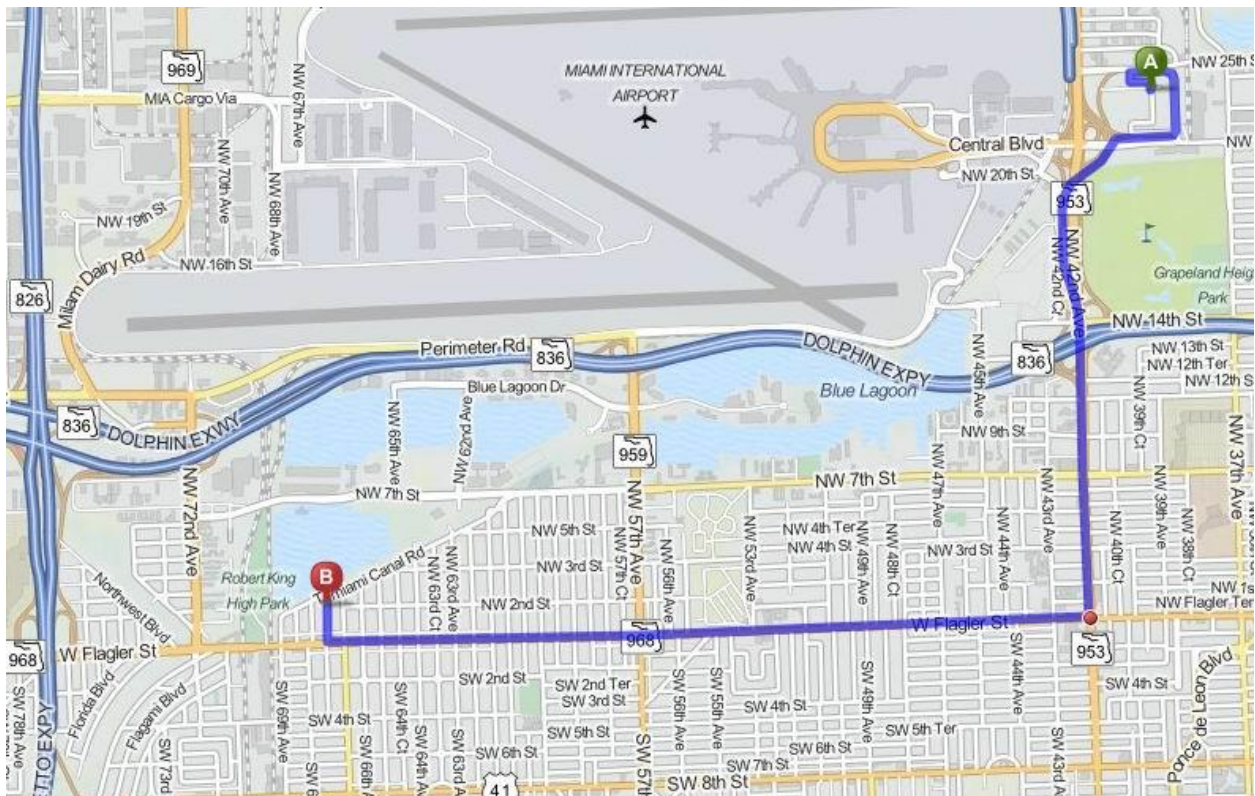 969
NW 67th Ave
MIAMI INTERNATIONAL
AIRPORT
A
NW 25th S
MIA Cargo Via
Central Blvd
NW
NW 70th Ave
NW 68th Ave
NW 20th St
953
NW 19th St
NW 16th St
NW 42nd Ct
NW 42nd Ave
Milam Dairy Rd
826
Grapeland Heig
Park
Perimeter Rd
836
DOLPHIN EXPY
NW 14th St
836
NW 13th St
NW 12th Ter
NW 12th S
Blue Lagoon Dr
Blue Lagoon
NW 45th Ave
NW 39th Ct
836
DOLPHIN EXWY
NW 65th Ave
NW 62nd Ave
959
NW 9th St
NW 37th Ave
NW 72nd Ave
NW 7th St
NW 7th St
NW 47th Ave
NW 43rd Ave
NW 39th Ave
NW 38th Ct
NW 5th St
NW 57th Ave
NW 57th Ct
NW 56th Ave
NW 53rd Ave
NW 4th Ter
NW 4th St
NW 49th Ave
NW 48th Ct
NW 3rd St
NW 44th Ave
NW 40th Ct
NW 3rd St
Robert King
High Park
B
Tamiami Canal Rd
NW 63rd Ct
NW 63rd Ave
NW 2nd St
Northwest Blvd
NW 1s
NW Flagler Ter
W Flagler St
968
W Flagler St
968
953
SW 78th Ave
Florida Blvd
Flagami Blvd
SW 2nd St
SW 2nd Ter
SW 3rd St
SW 4th St
SW 4th St
SW 4th St
SW 69th Ave
SW 66th A
SW 64th Ct
SW 64th Av
SW 63rd A
SW 5th St
SW 6th St
SW 57th
SW 56th Ave
SW 55th Ave
SW 49th Ave
SW 44th Ave
SW 43rd A
SW 5th Ter
SW 6th St
SW 7th St
SW 73rd
SW 6
ETTO EXPY
41
SW 8th St
Ponce de Leon Blvd